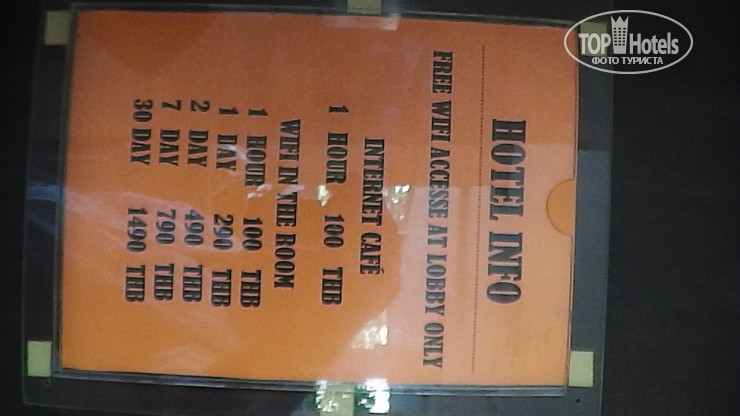 HOTEL INFO
FREE WIFI ACCESSE AT LOBBY ONLY
INTERNET CAFÉ
1 HOUR 100 THB
WIFI IN THE ROOM
1 HOUR 100 THB
1 DAY 290 THB
2 DAY 490 THB
7 DAY 790 THB
30 DAY 1490 THB
TOP Hotels
ФОТО ТУРИСТА